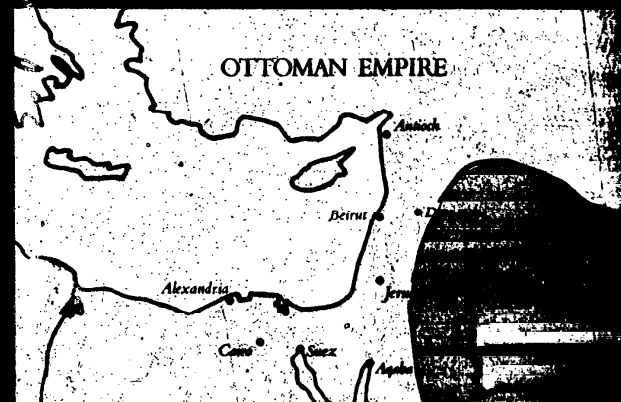 OTTOMAN EMPIRE
Antioch
Beirut
Alexandria
Cairo
Suez
Aqaba